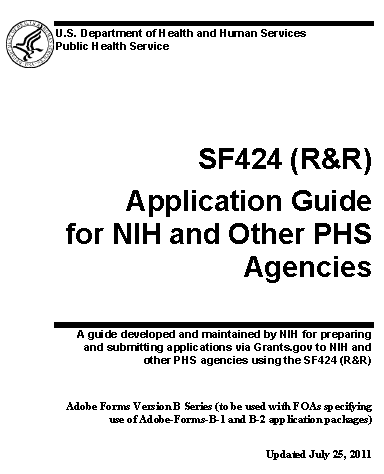 U.S. Department of Health and Human Services
Public Health Service
SF424 (R&R)
Application Guide
for NIH and Other PHS
Agencies
A guide developed and maintained by NIH for preparing
and submitting applications via Grants.gov to NIH and
other PHS agencies using the SF424 (R&R)
Adobe Forms Version B Series (to be used with FOAs specifying
use of Adobe-Forms-B-1 and B-2 application packages)
Updated July 25, 2011